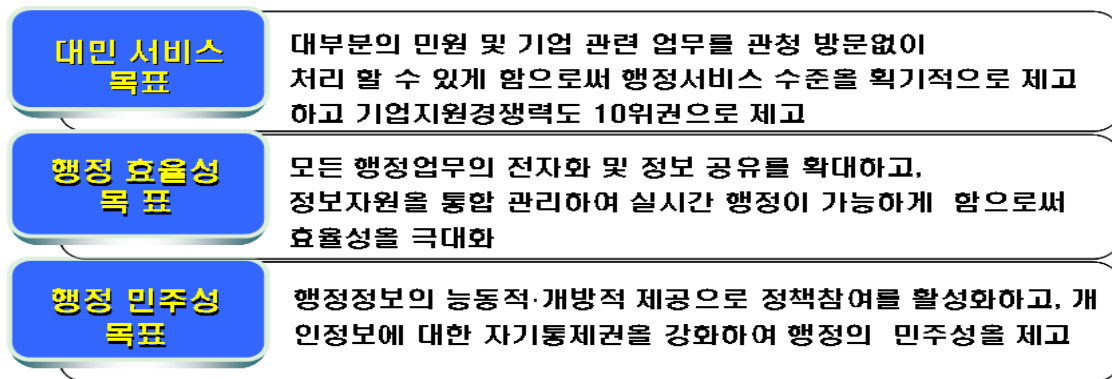 대민 서비스
목표
대부분의 민원 및 기업 관련 업무를 관청 방문없이
처리 할 수 있게 함으로써 행정서비스 수준을 획기적으로 제고
하고 기업지원경쟁력도 10위권으로 제고
행정 효율성
목 표
모든 행정업무의 전자화 및 정보 공유를 확대하고,
정보자원을 통합 관리하여 실시간 행정이 가능하게 함으로써
효율성을 극대화
행정 민주성
목표
행정정보의 능동적·개방적 제공으로 정책참여를 활성화하고, 개
인정보에 대한 자기통제권을 강화하여 행정의 민주성을 제고